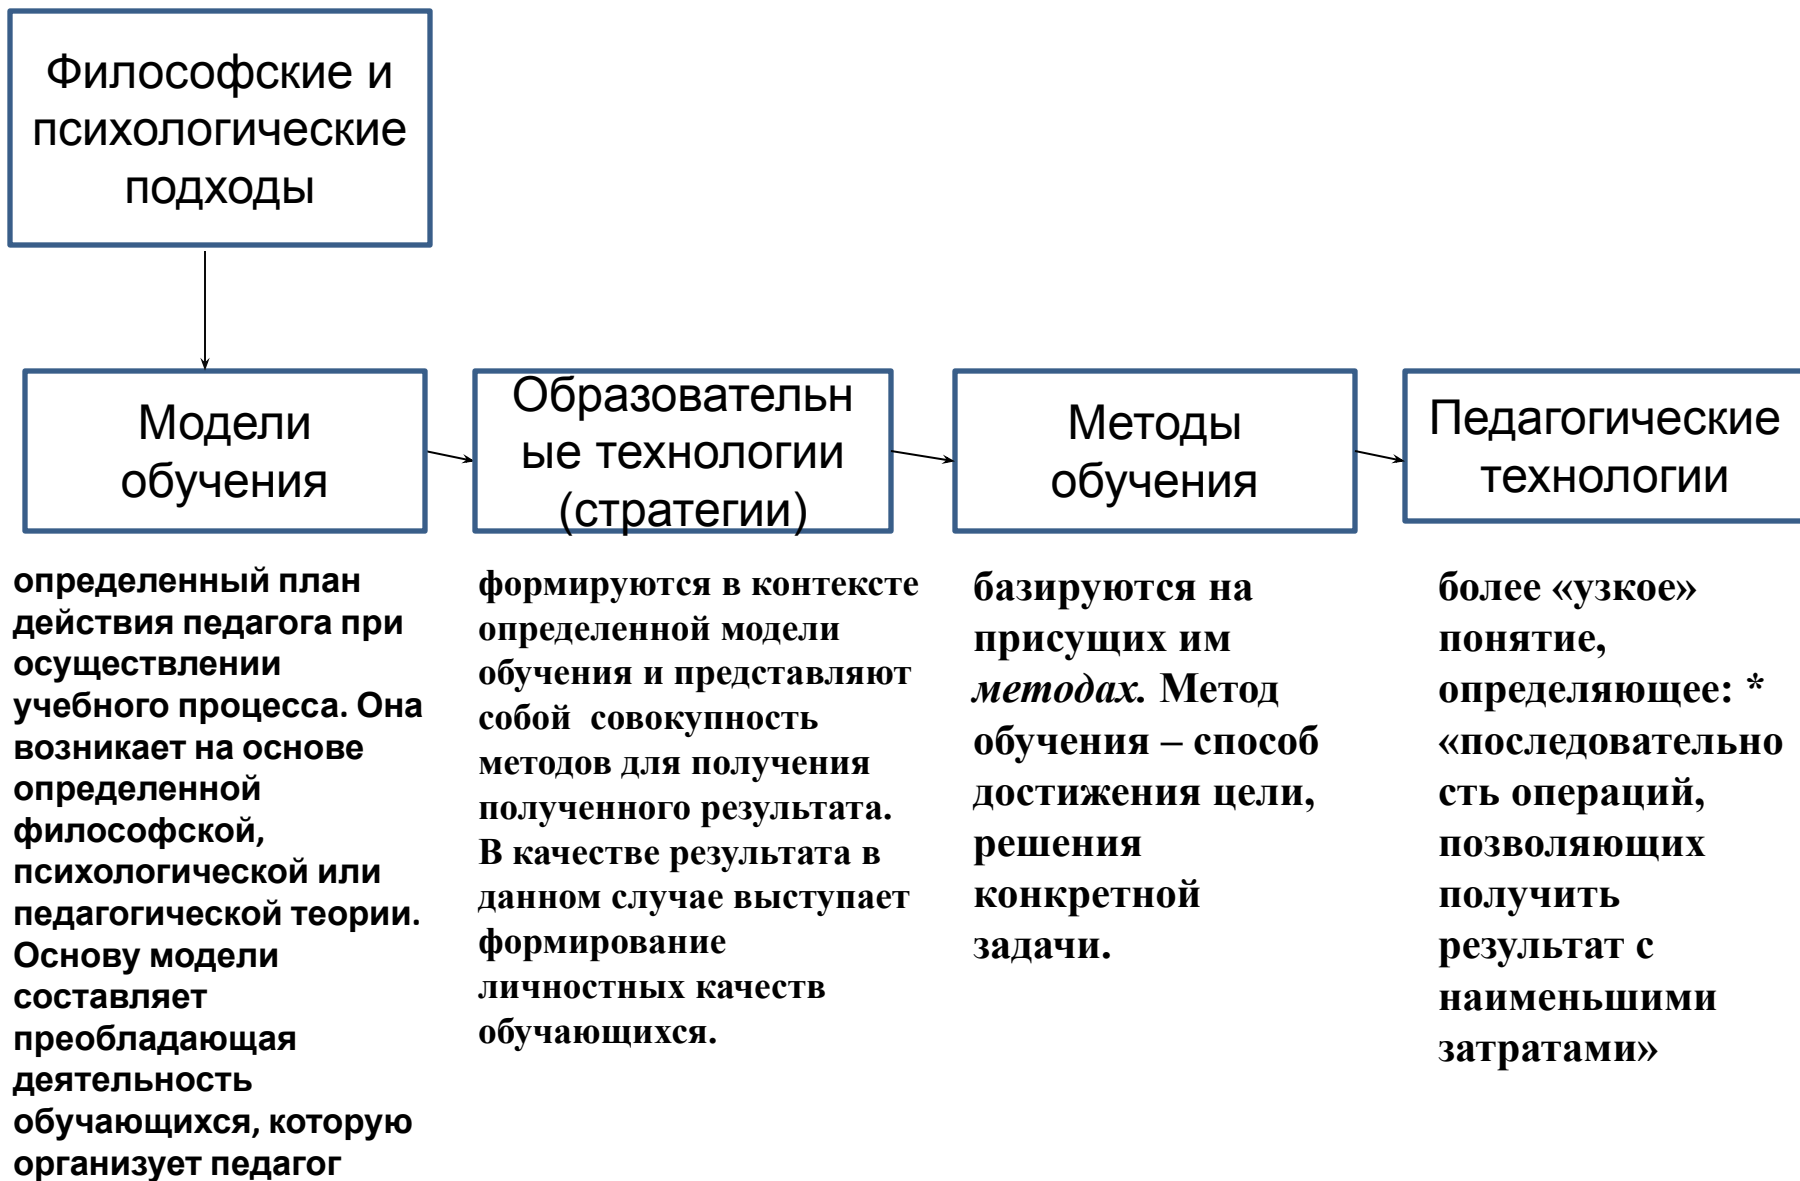 Философские и
психологические
подходы
Модели
обучения
Образовательн
ые технологии
(стратегии)
Методы
обучения
Педагогические
технологии
определенный план
действия педагога при
осуществлении
учебного процесса. Она
возникает на основе
определенной
философской,
психологической или
педагогической теории.
Основу модели
составляет
преобладающая
деятельность
обучающихся, которую
организует педагог
формируются в контексте
определенной модели
обучения и представляют
собой совокупность
методов для получения
полученного результата.
В качестве результата в
данном случае выступает
формирование
личностных качеств
обучающихся.
базируются на
присущих им
методах. Метод
обучения – способ
достижения цели,
решения
конкретной
задачи.
более «узкое»
понятие,
определяющее: *
«последовательно
сть операций,
позволяющих
получить
результат с
наименьшими
затратами»